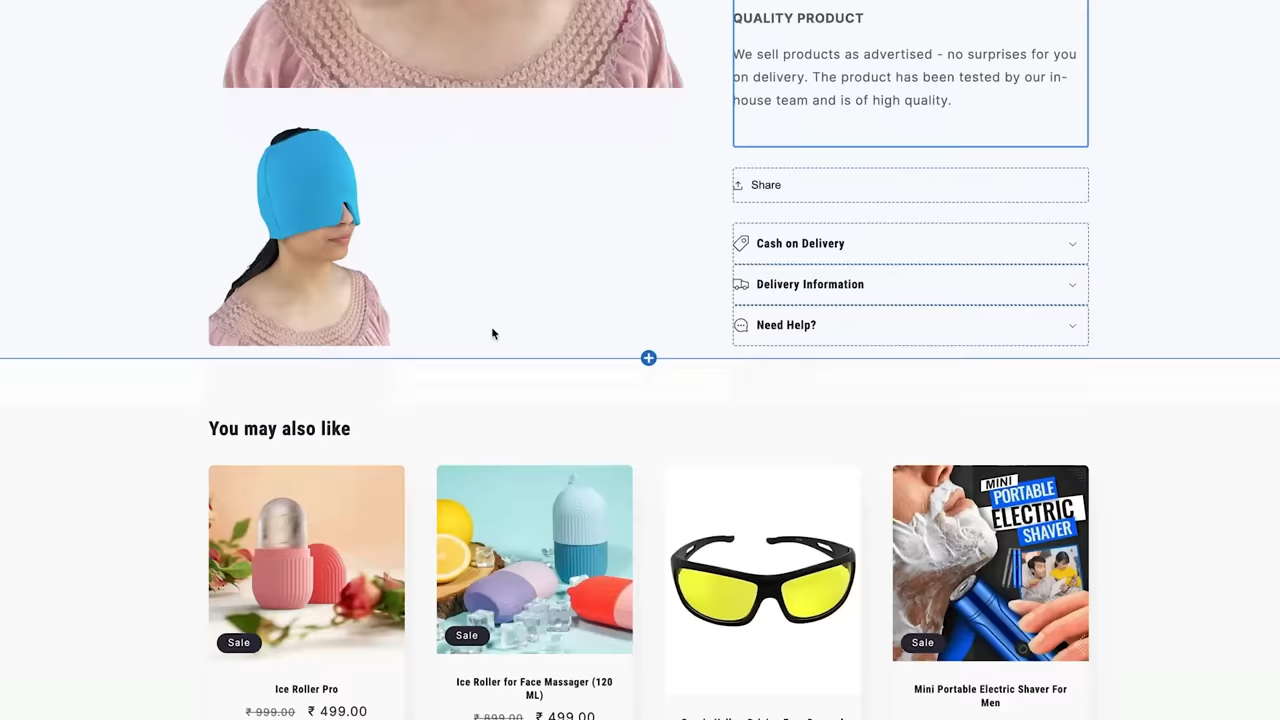 QUALITY PRODUCT
We sell products as advertised - no surprises for you
on delivery. The product has been tested by our in-
house team and is of high quality.
Share
Cash on Delivery
Delivery Information
Need Help?
You may also like
MINI
PORTABLE
ELECTRIC
SHAVER
Sale
Sale
Sale
Ice Roller Pro
₹ 999.00 ₹ 499.00
Ice Roller for Face Massager (120
ML)
₹ 899.00 ₹ 499.00
Mini Portable Electric Shaver For
Men